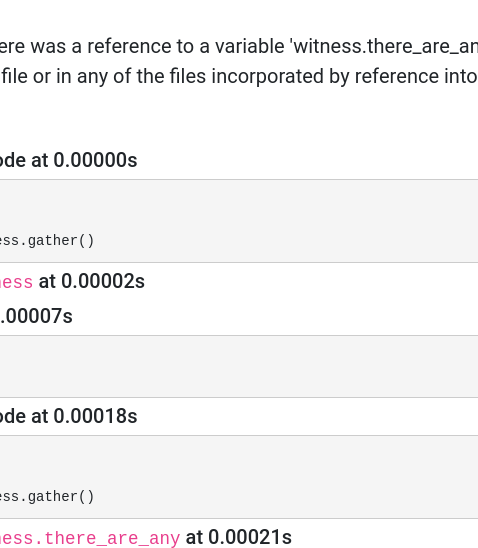 ere was a reference to a variable 'witness.there_are_an
file or in any of the files incorporated by reference into
ode at 0.00000s
ess.gather()
ness at 0.00002s
.00007s
ode at 0.00018s
ess.gather()
ness.there_are_any at 0.00021s